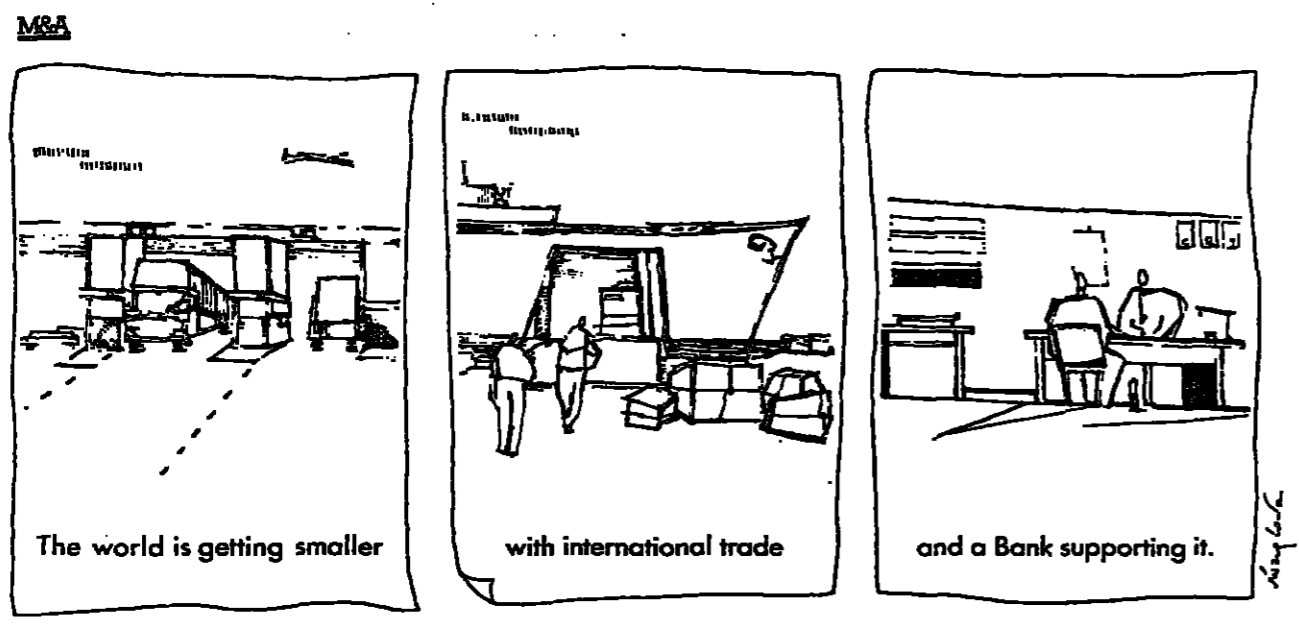 M&A
The world is getting smaller
with international trade
and a Bank supporting it.